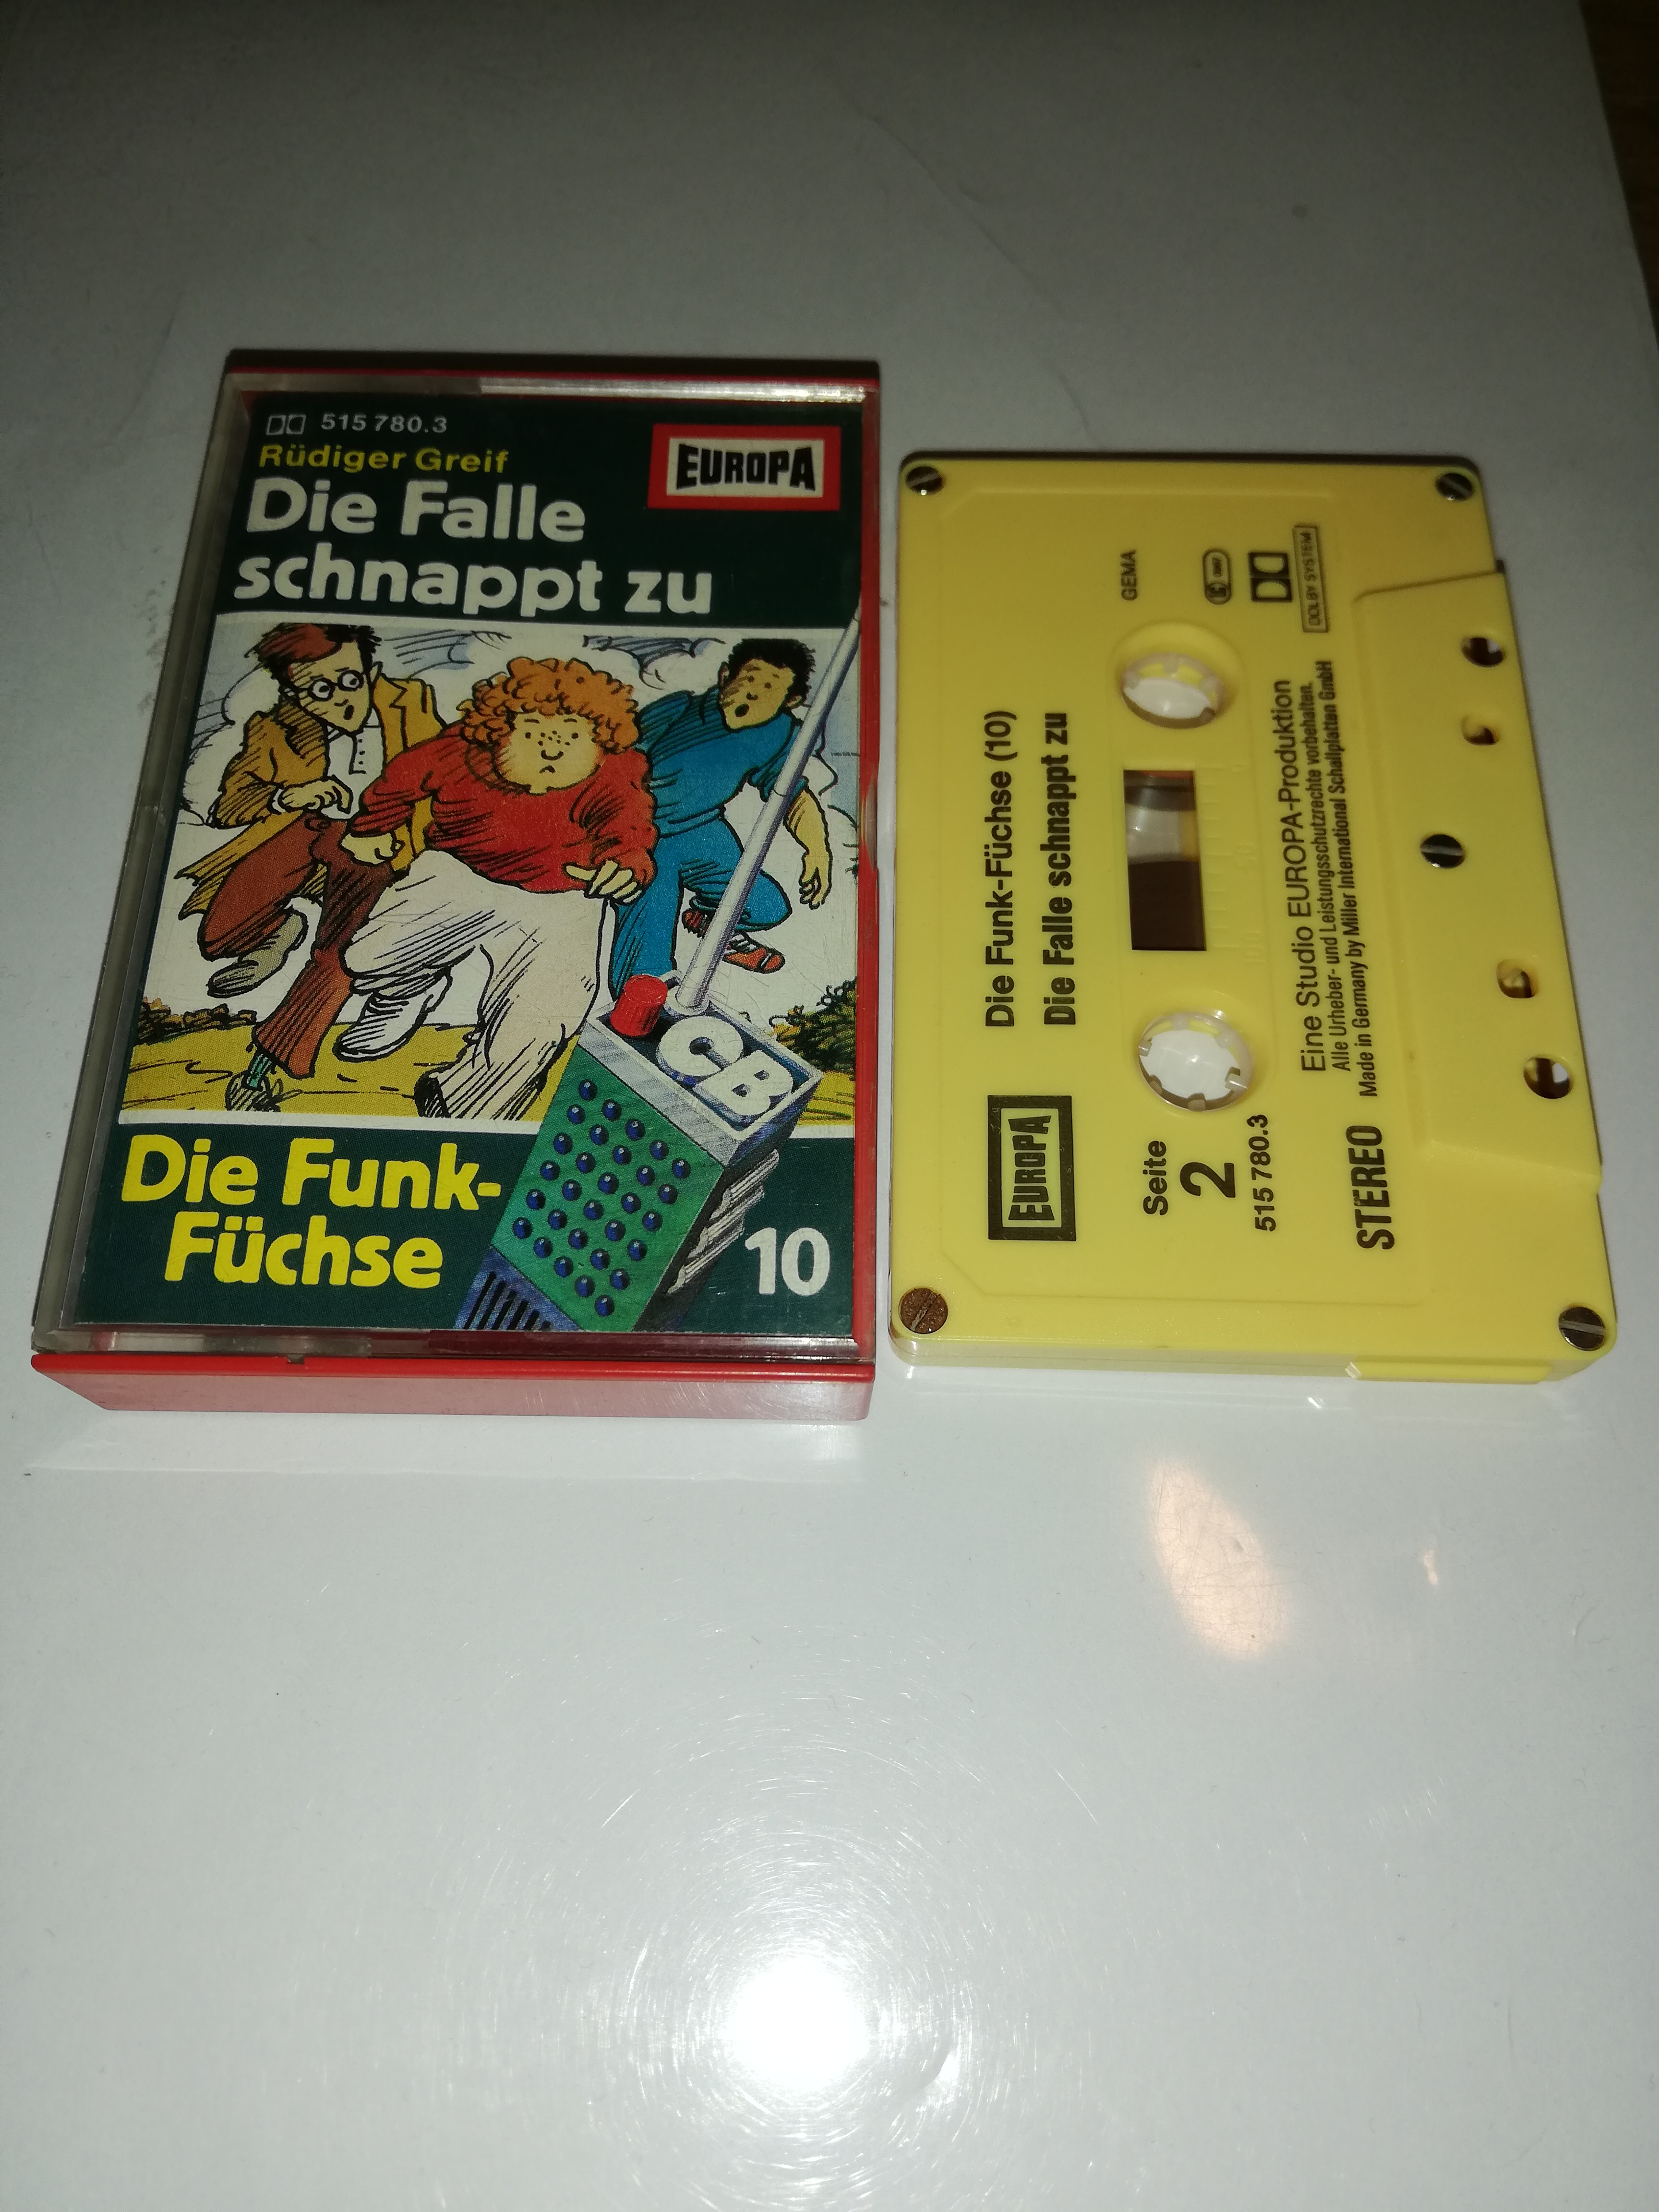 515 780.3
Rüdiger Greif
EUROPA
Die Falle
schnappt zu
CB
Die Funk-
Füchse
10
EUROPA
Die Funk-Füchse (10)
Die Falle schnappt zu
Seite
2
515 780.3
GEMA
STEREO
Eine Studio EUROPA-Produktion
Alle Urheber- und Leistungsschutzrechte vorbehalten.
Made in Germany by Miller International Schallplatten GmbH
DOLBY SYSTEM